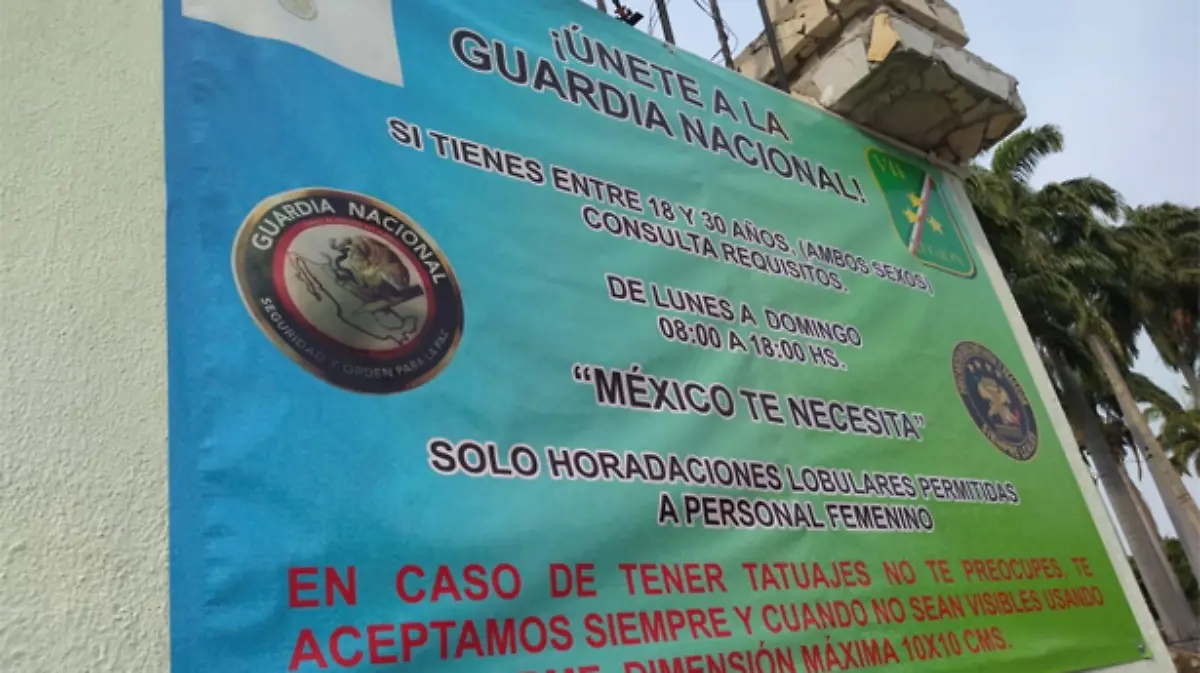 ¡ÚNETE A LA
GUARDIA NACIONAL!
SI TIENES ENTRE 18 Y 30 AÑOS, (AMBOS SEXOS)
CONSULTA REQUISITOS.
DE LUNES A DOMINGO
08:00 A 18:00 HS.
“MÉXICO TE NECESITA”
SOLO HORADACIONES LOBULARES PERMITIDAS
A PERSONAL FEMENINO
EN CASO DE TENER TATUAJES NO TE PREOCUPES, TE
ACEPTAMOS SIEMPRE Y CUANDO NO SEAN VISIBLES USANDO
DIMENSIÓN MÁXIMA 10X10 CMS.
GUARDIA NACIONAL
SEGURIDAD Y ORDEN PARA LA PAZ
VII